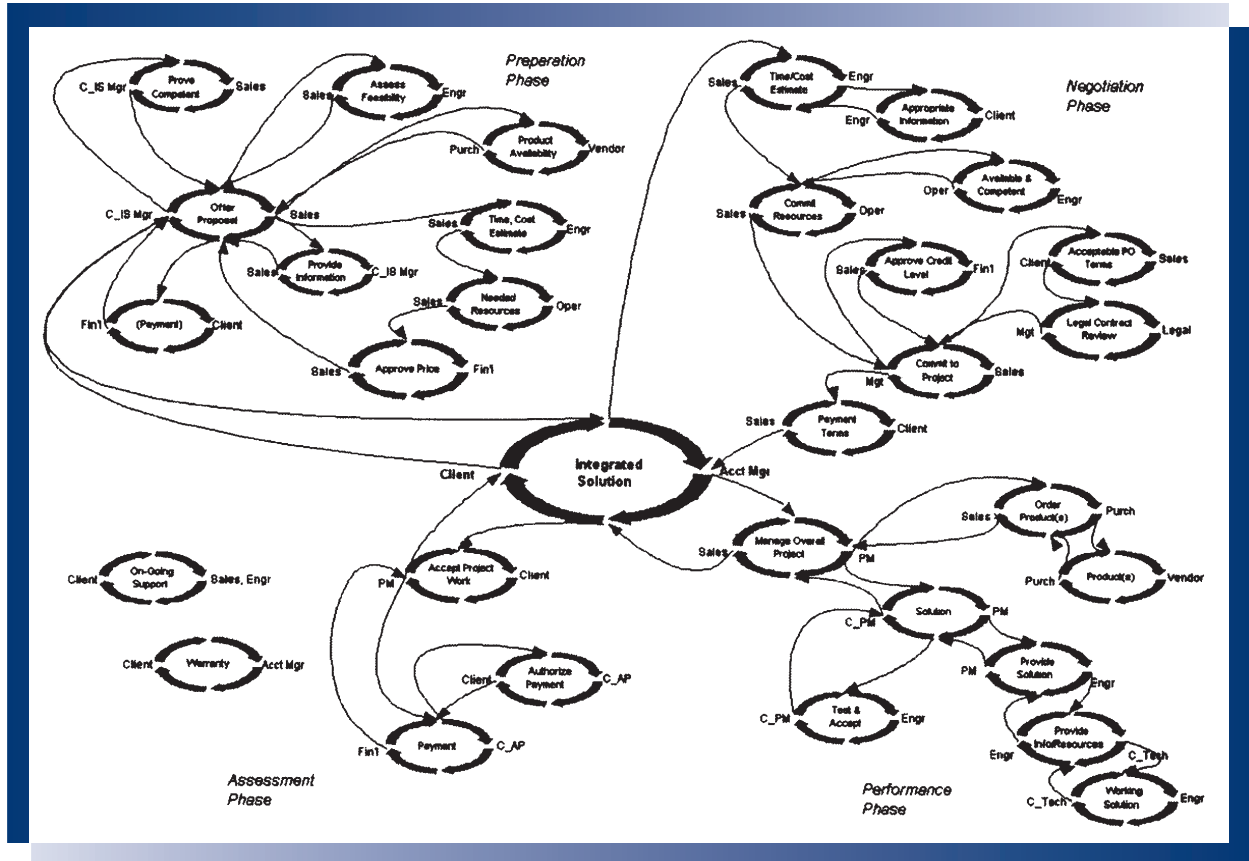 Preparation
Phase
C_IS Mgr
Prove
Competent
Sales
Sales
Assess
Feasibility
Engr
Purch
Product
Availability
Vendor
C_IS Mgr
Offer
Proposal
Sales
Sales
Time, Cost
Estimate
Engr
Sales
Provide
Information
C_IS Mgr
Sales
Needed
Resources
Oper
Fin1
(Payment)
Client
Sales
Approve Price
Fin1
Negotiation
Phase
Sales
Time/Cost
Estimate
Engr
Engr
Appropriate
Information
Client
Oper
Available &
Competent
Engr
Sales
Commit
Resources
Oper
Sales
Approve Credit
Level
Fin1
Client
Acceptable PO
Terms
Sales
Mgt
Legal Contract
Review
Legal
Mgt
Commit to
Project
Sales
Sales
Payment
Terms
Client
Client
Integrated
Solution
Acct Mgr
Sales
Manage Overall
Project
PM
Sales
Order
Product(s)
Purch
Purch
Product(s)
Vendor
C_PM
Solution
PM
PM
Provide
Solution
Engr
C_PM
Test &
Accept
Engr
Engr
Provide
Info/Resources
C_Tech
C_Tech
Working
Solution
Engr
Performance
Phase
PM
Accept Project
Work
Client
Client
On-Going
Support
Sales, Engr
Client
Warranty
Acct Mgr
Client
Authorize
Payment
C_AP
Fin1
Payment
C_AP
Assessment
Phase